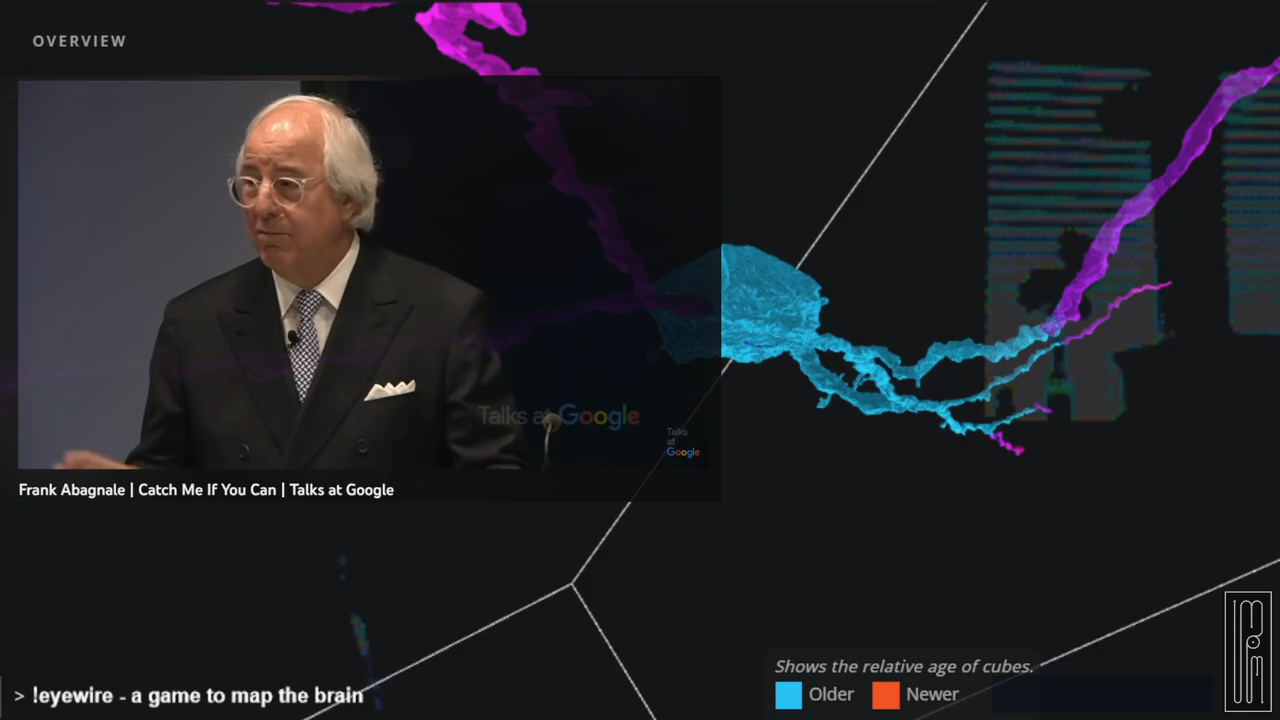 OVERVIEW
Talks at Google
Talks
at
Google
Frank Abagnale | Catch Me If You Can | Talks at Google
Shows the relative age of cubes.
Older
Newer
> !eyewire - a game to map the brain